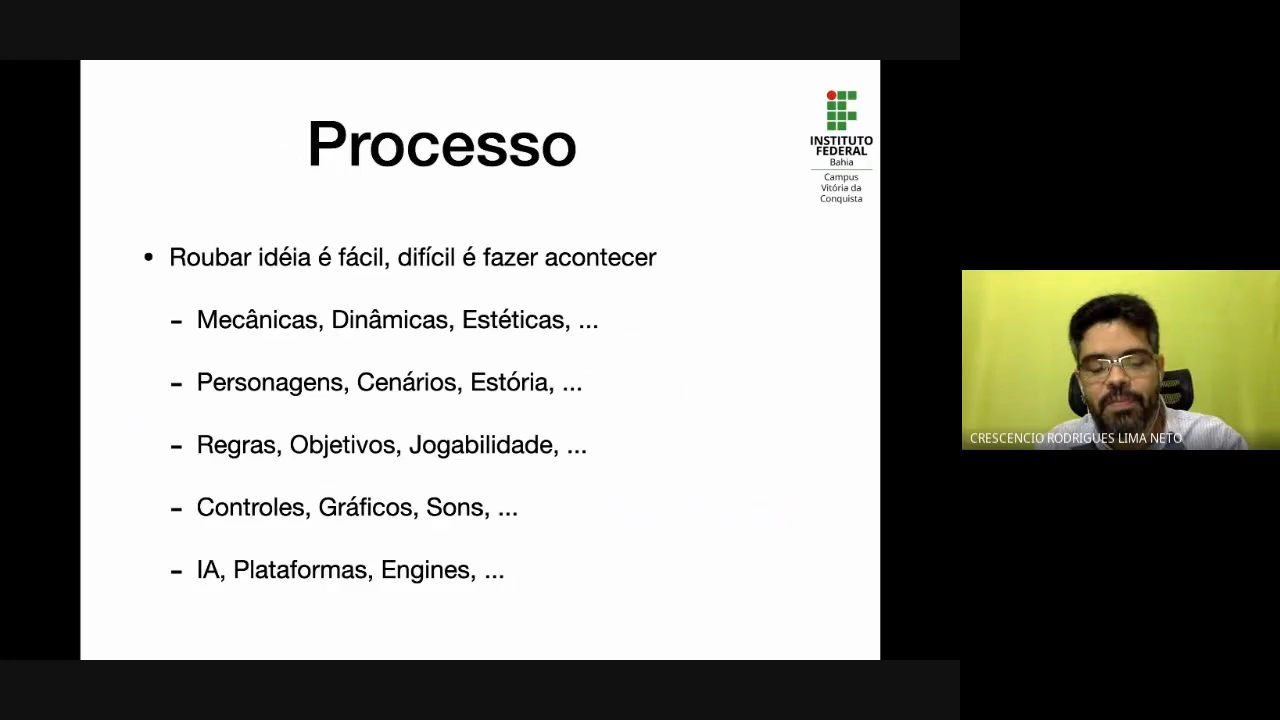 Processo
INSTITUTO
FEDERAL
Bahia
Campus
Vitória da
Conquista
• Roubar idéia é fácil, difícil é fazer acontecer
- Mecânicas, Dinâmicas, Estéticas, ...
- Personagens, Cenários, Estória, ...
- Regras, Objetivos, Jogabilidade, ...
- Controles, Gráficos, Sons, ...
- IA, Plataformas, Engines, ...
CRESCENCIO RODRIGUES LIMA NETO